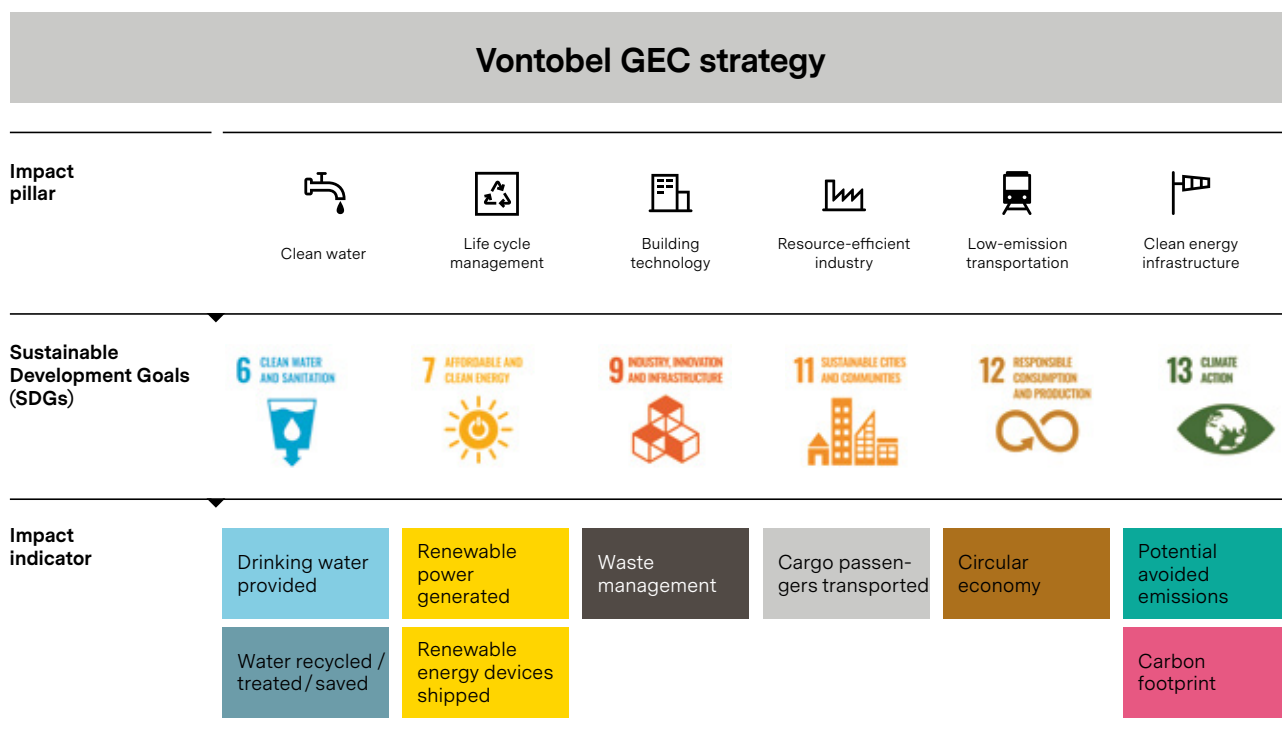 Vontobel GEC strategy
Impact
pillar
Clean water
Life cycle
management
Building
technology
Resource-efficient
industry
Low-emission
transportation
Clean energy
infrastructure
Sustainable
Development Goals
(SDGs)
6 CLEAN WATER
AND SANITATION
7 AFFORDABLE AND
CLEAN ENERGY
9 INDUSTRY, INNOVATION
AND INFRASTRUCTURE
11 SUSTAINABLE CITIES
AND COMMUNITIES
12 RESPONSIBLE
CONSUMPTION
AND PRODUCTION
13 CLIMATE
ACTION
Impact
indicator
Drinking water
provided
Renewable
power
generated
Waste
management
Cargo passen-
gers transported
Circular
economy
Potential
avoided
emissions
Water recycled /
treated / saved
Renewable
energy devices
shipped
Carbon
footprint